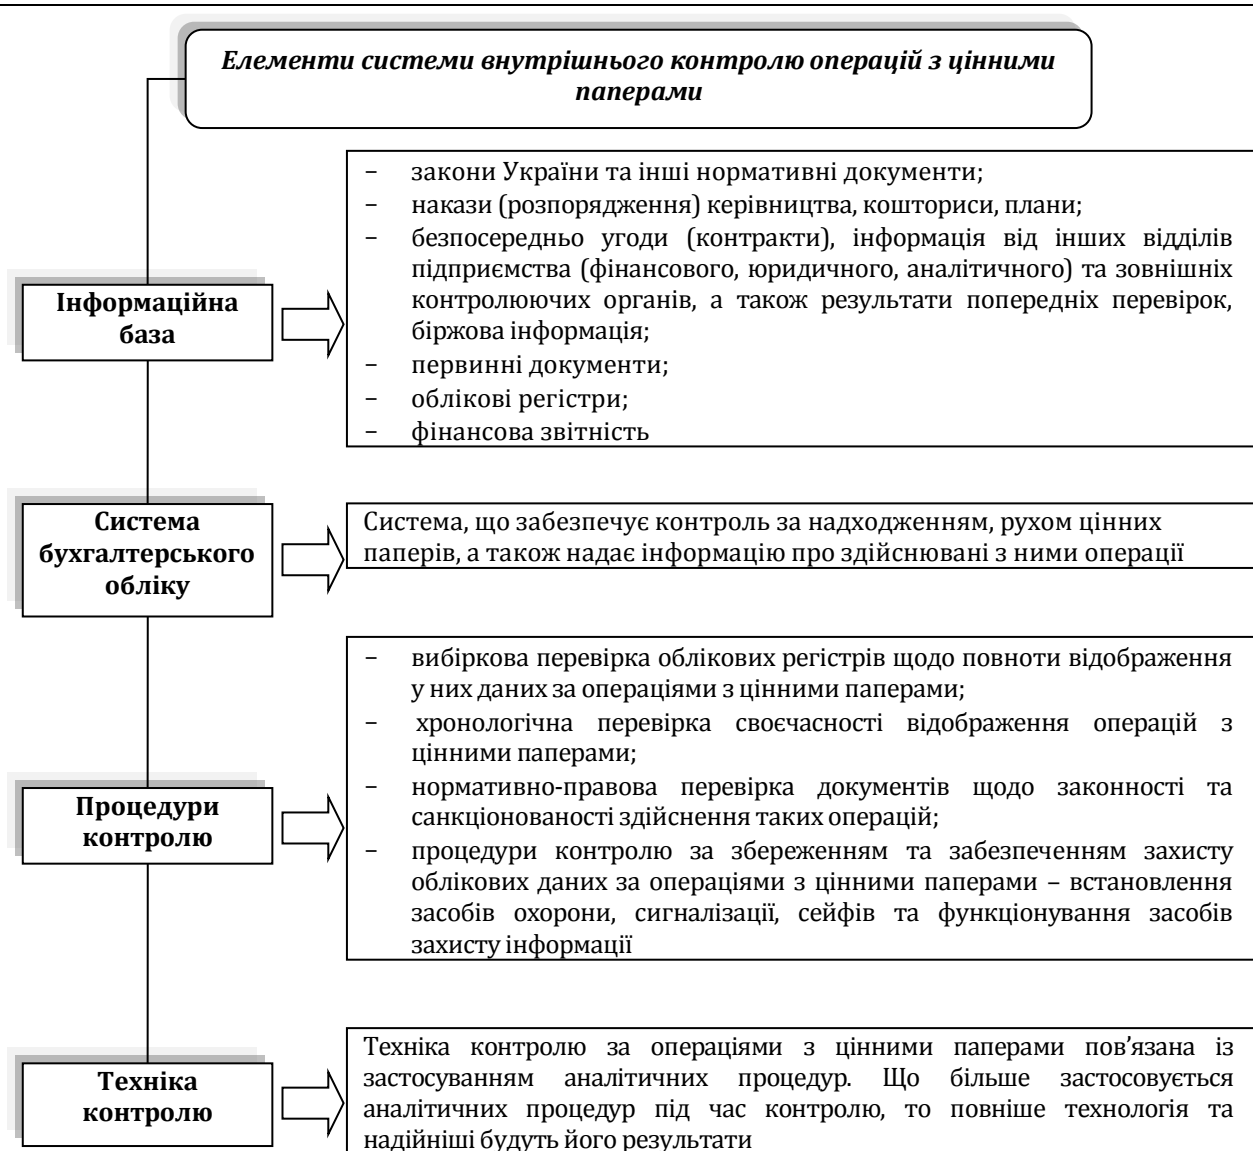 Елементи системи внутрішнього контролю операцій з цінними
паперами
Інформаційна
база
– закони України та інші нормативні документи;
– накази (розпорядження) керівництва, кошториси, плани;
– безпосередньо угоди (контракти), інформація від інших відділів
підприємства (фінансового, юридичного, аналітичного) та зовнішніх
контролюючих органів, а також результати попередніх перевірок,
біржова інформація;
– первинні документи;
– облікові регістри;
– фінансова звітність
Система
бухгалтерського
обліку
Система, що забезпечує контроль за надходженням, рухом цінних
паперів, а також надає інформацію про здійснювані з ними операції
Процедури
контролю
– вибіркова перевірка облікових регістрів щодо повноти відображення
у них даних за операціями з цінними паперами;
– хронологічна перевірка своєчасності відображення операцій з
цінними паперами;
– нормативно-правова перевірка документів щодо законності та
санкціонованості здійснення таких операцій;
– процедури контролю за збереженням та забезпеченням захисту
облікових даних за операціями з цінними паперами – встановлення
засобів охорони, сигналізації, сейфів та функціонування засобів
захисту інформації
Техніка
контролю
Техніка контролю за операціями з цінними паперами пов’язана із
застосуванням аналітичних процедур. Що більше застосовується
аналітичних процедур під час контролю, то повніше технологія та
надійніші будуть його результати